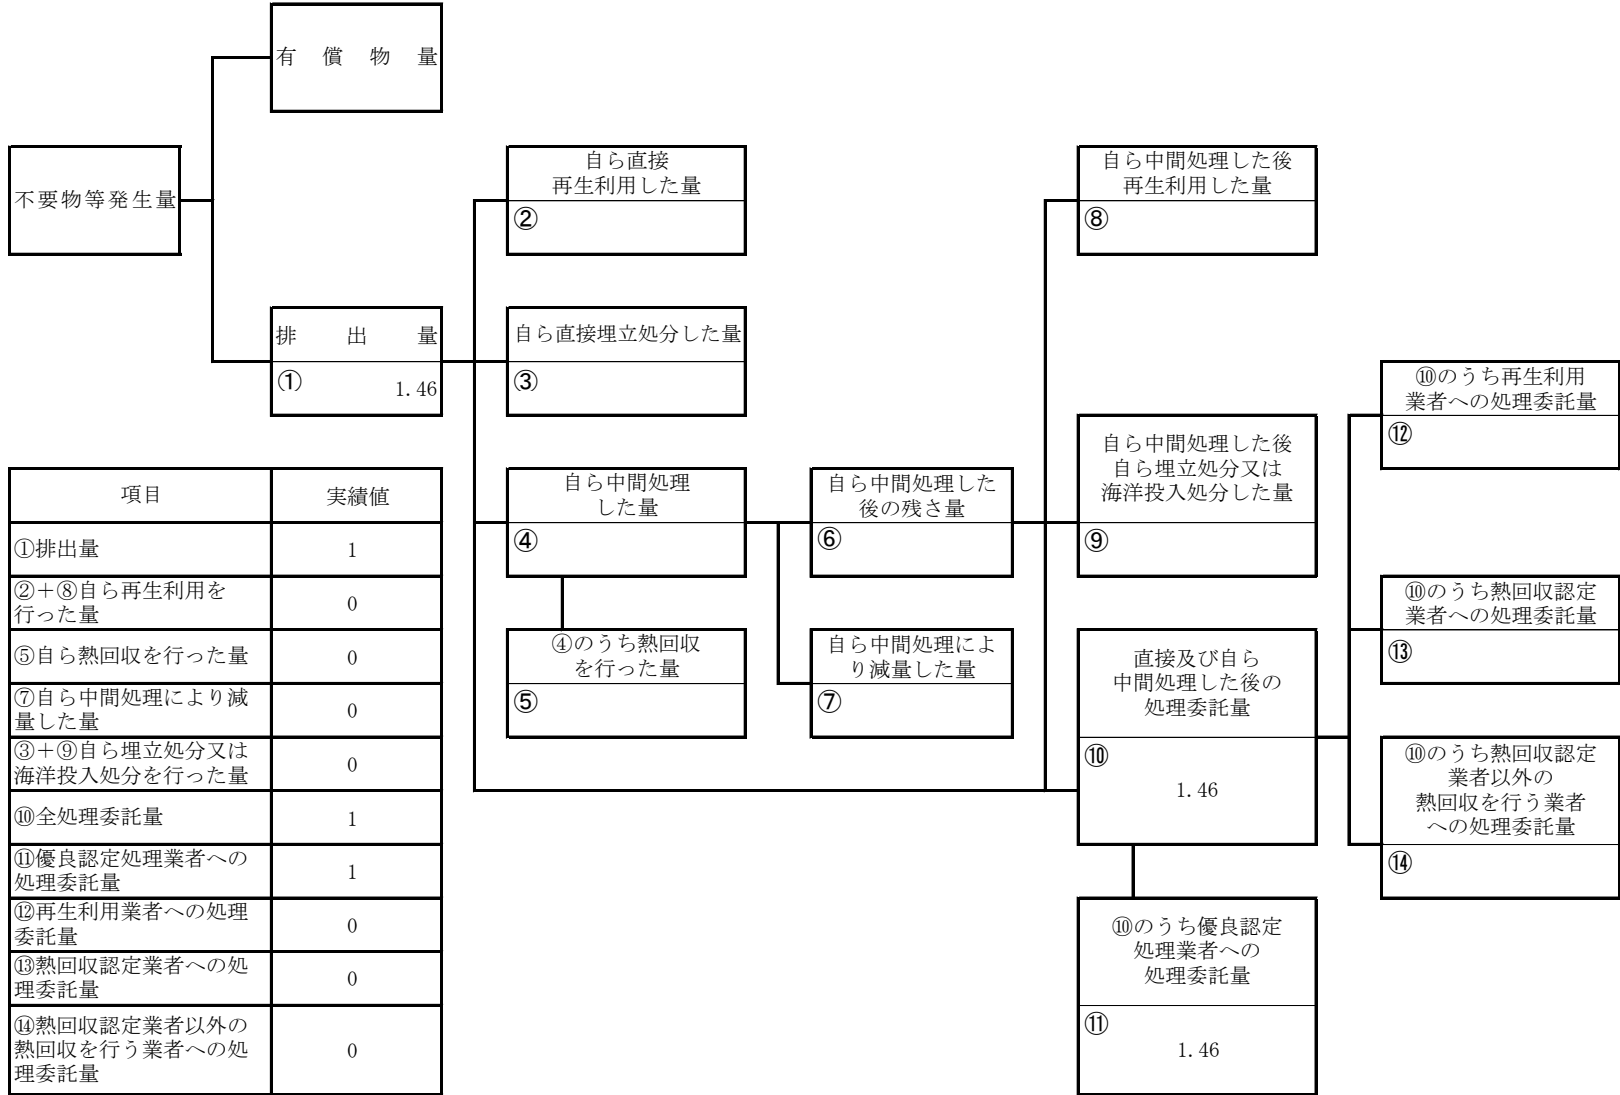 有償物量
不要物等発生量
排出量
①
1.46
自ら直接
再生利用した量
②
自ら直接埋立処分した量
③
自ら中間処理
した量
④
④のうち熱回収
を行った量
⑤
自ら中間処理した
後の残さ量
⑥
自ら中間処理によ
り減量した量
⑦
自ら中間処理した後
再生利用した量
⑧
自ら中間処理した後
自ら埋立処分又は
海洋投入処分した量
⑨
直接及び自ら
中間処理した後の
処理委託量
⑩
1.46
⑩のうち優良認定
処理業者への
処理委託量
⑪
1.46
⑩のうち再生利用
業者への処理委託量
⑫
⑩のうち熱回収認定
業者への処理委託量
⑬
⑩のうち熱回収認定
業者以外の
熱回収を行う業者
への処理委託量
⑭
項目 実績値
①排出量 1
②＋⑧自ら再生利用を
行った量 0
⑤自ら熱回収を行った量 0
⑦自ら中間処理により減
量した量 0
③＋⑨自ら埋立処分又は
海洋投入処分を行った量 0
⑩全処理委託量 1
⑪優良認定処理業者への
処理委託量 1
⑫再生利用業者への処理
委託量 0
⑬熱回収認定業者への処
理委託量 0
⑭熱回収認定業者以外の
熱回収を行う業者への処
理委託量 0